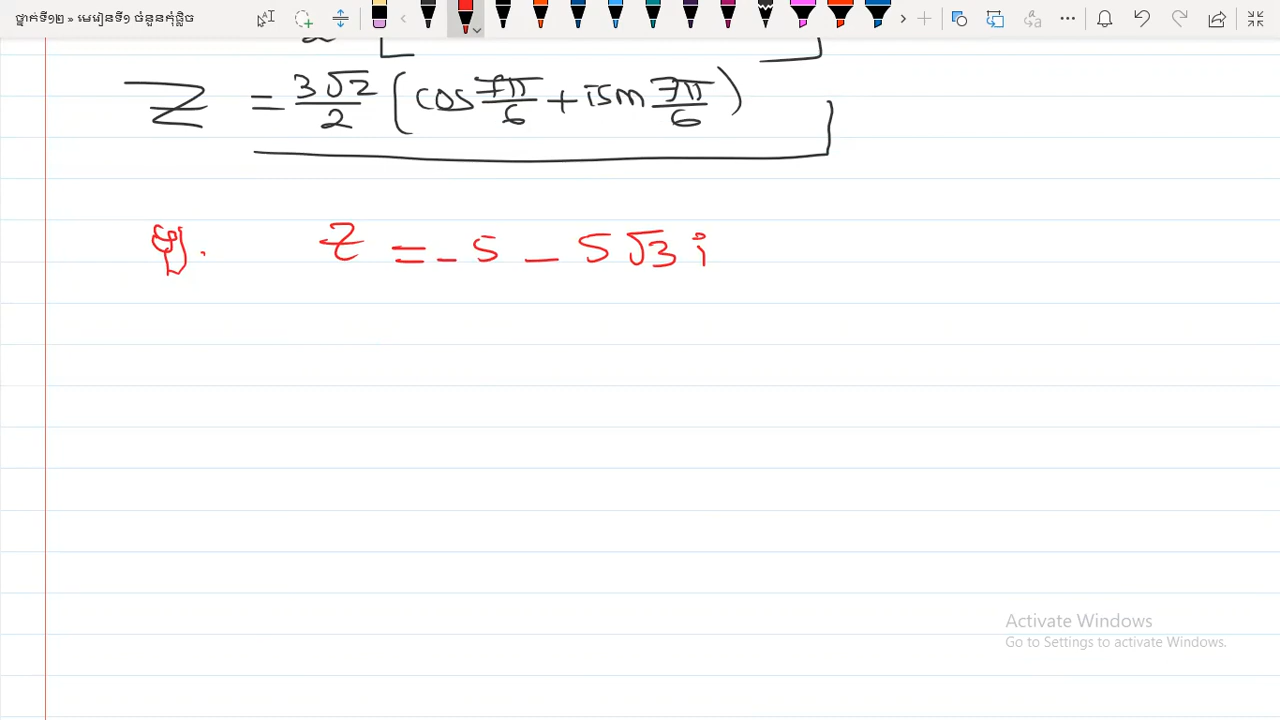 ថ្នាក់ទី១២ » មេរៀនទី១ ចំនួនកុំផ្លិច
Z = 3√2/2 (cos 7π/6 + isin 7π/6)
ឃ. Z = -5 - 5√3 i
Activate Windows
Go to Settings to activate Windows.